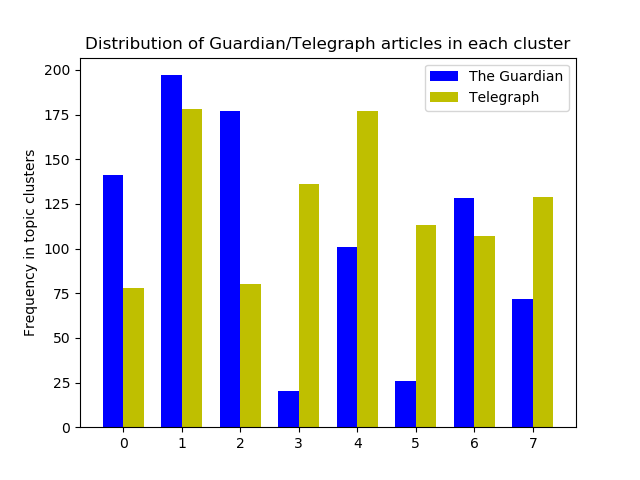 Distribution of Guardian/Telegraph articles in each cluster
The Guardian
Telegraph
Frequency in topic clusters
200
175
150
125
100
75
50
25
0
0 1 2 3 4 5 6 7